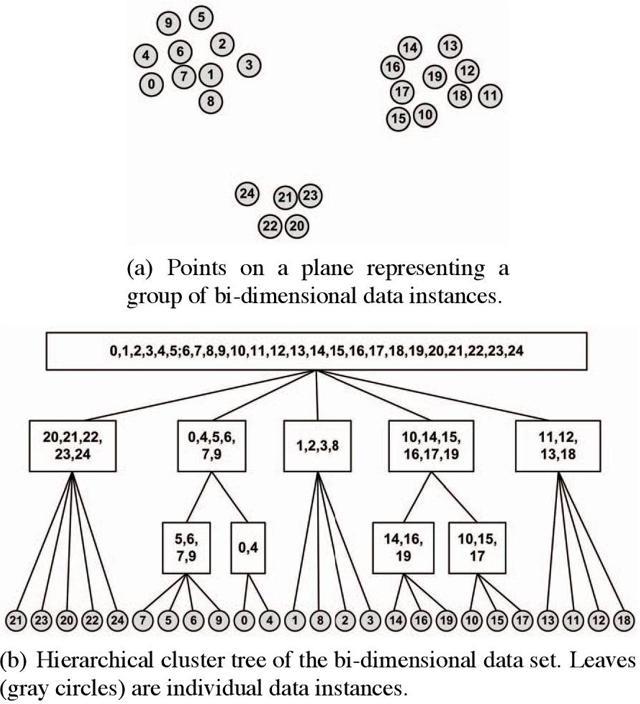 9 5
4 6 2
0 7 1 3
8
14 13
16 19 12
17 18 11
15 10
24 21 23
22 20
(a) Points on a plane representing a
group of bi-dimensional data instances.
0,1,2,3,4,5;6,7,8,9,10,11,12,13,14,15,16,17,18,19,20,21,22,23,24
20,21,22,
23,24
0,4,5,6,
7,9
1,2,3,8
10,14,15,
16,17,19
11,12,
13,18
5,6,
7,9
0,4
14,16,
19
10,15,
17
21 23 20 22 24 7 5 6 9 0 4 1 8 2 3 14 16 19 10 15 17 13 11 12 18
(b) Hierarchical cluster tree of the bi-dimensional data set. Leaves
(gray circles) are individual data instances.